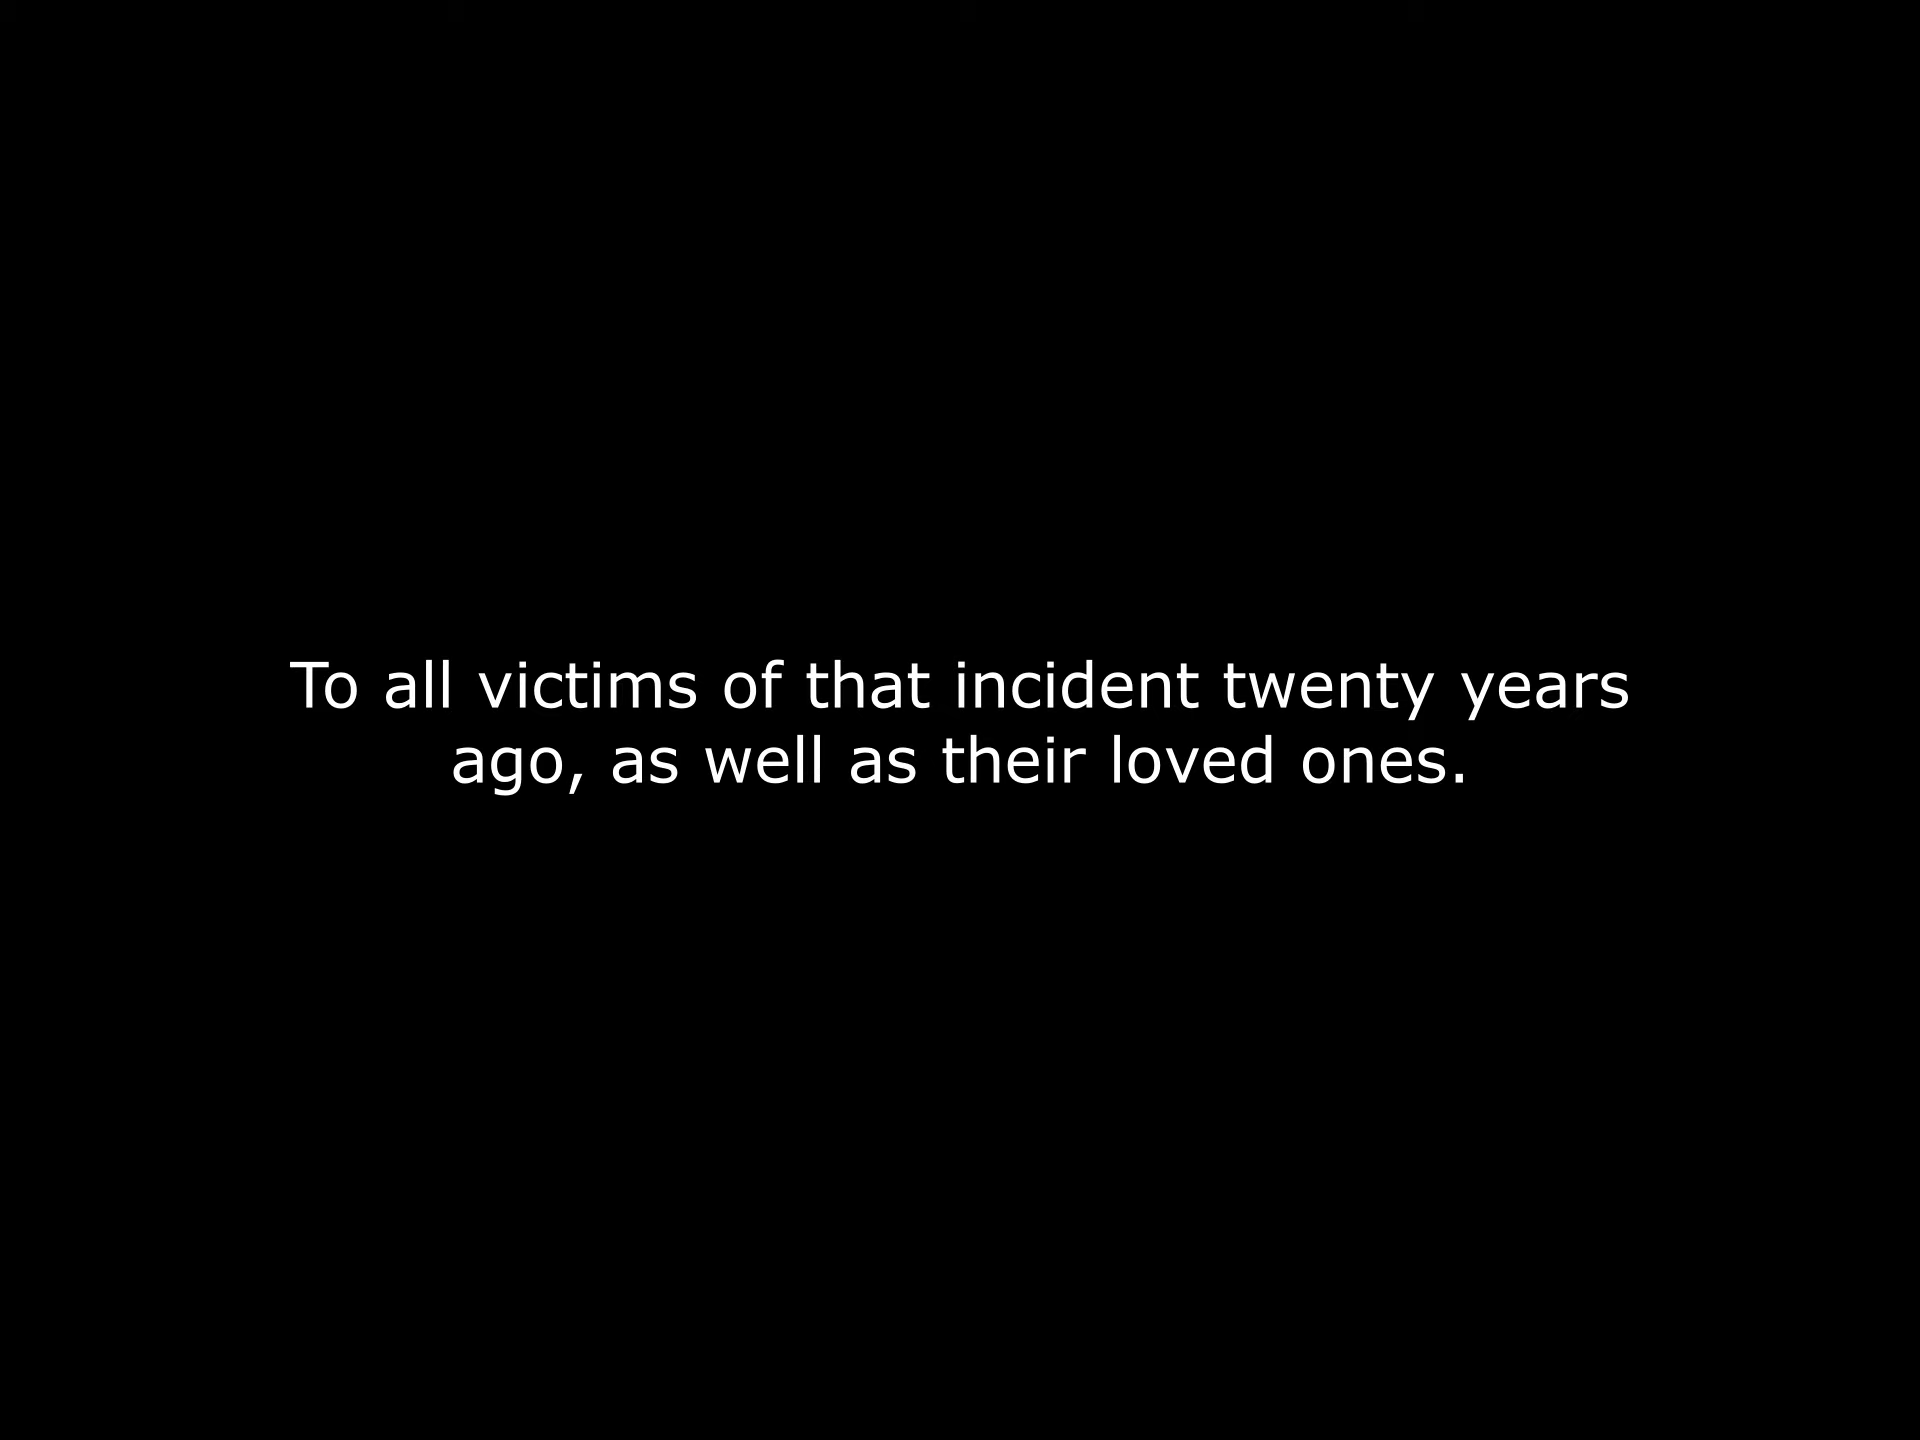 To all victims of that incident twenty years
ago, as well as their loved ones.